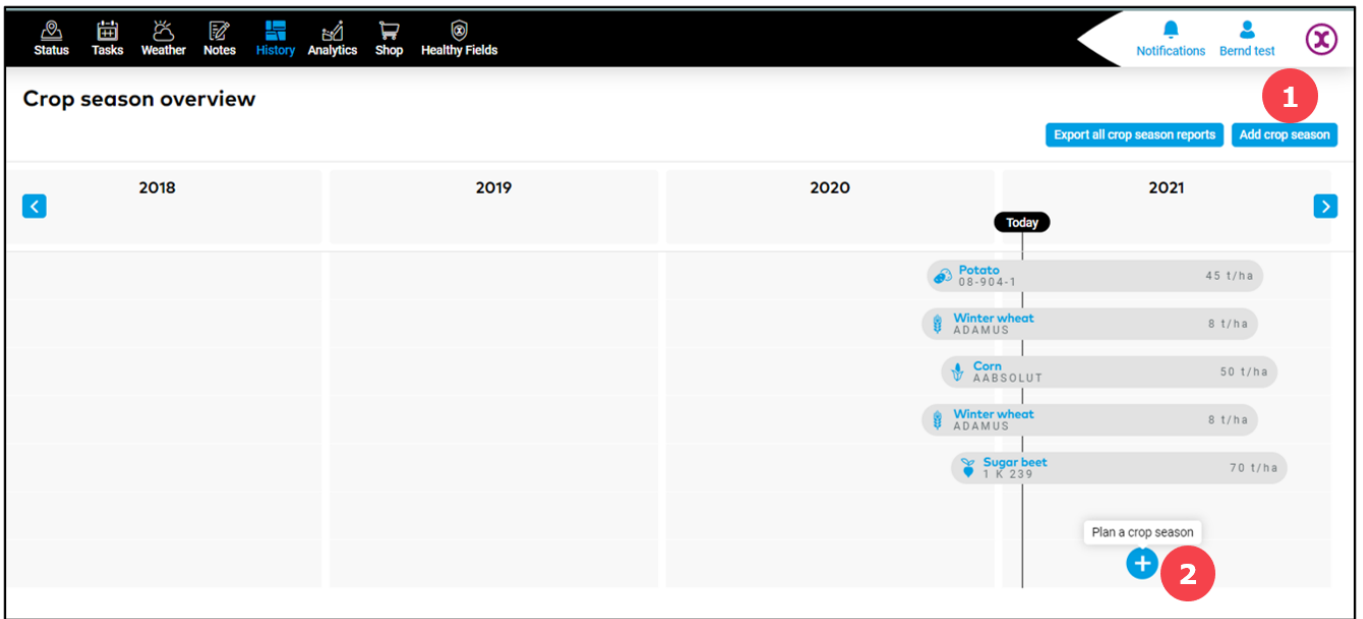 Status Tasks Weather Notes History Analytics Shop Healthy Fields Notifications Bernd test
Crop season overview
1
Export all crop season reports Add crop season
2018 2019 2020 2021
Today
Potato
08-904-1 45 t/ha
Winter wheat
ADAMUS 8 t/ha
Corn
AABSOLUT 50 t/ha
Winter wheat
ADAMUS 8 t/ha
Sugar beet
1 K 239 70 t/ha
Plan a crop season
2